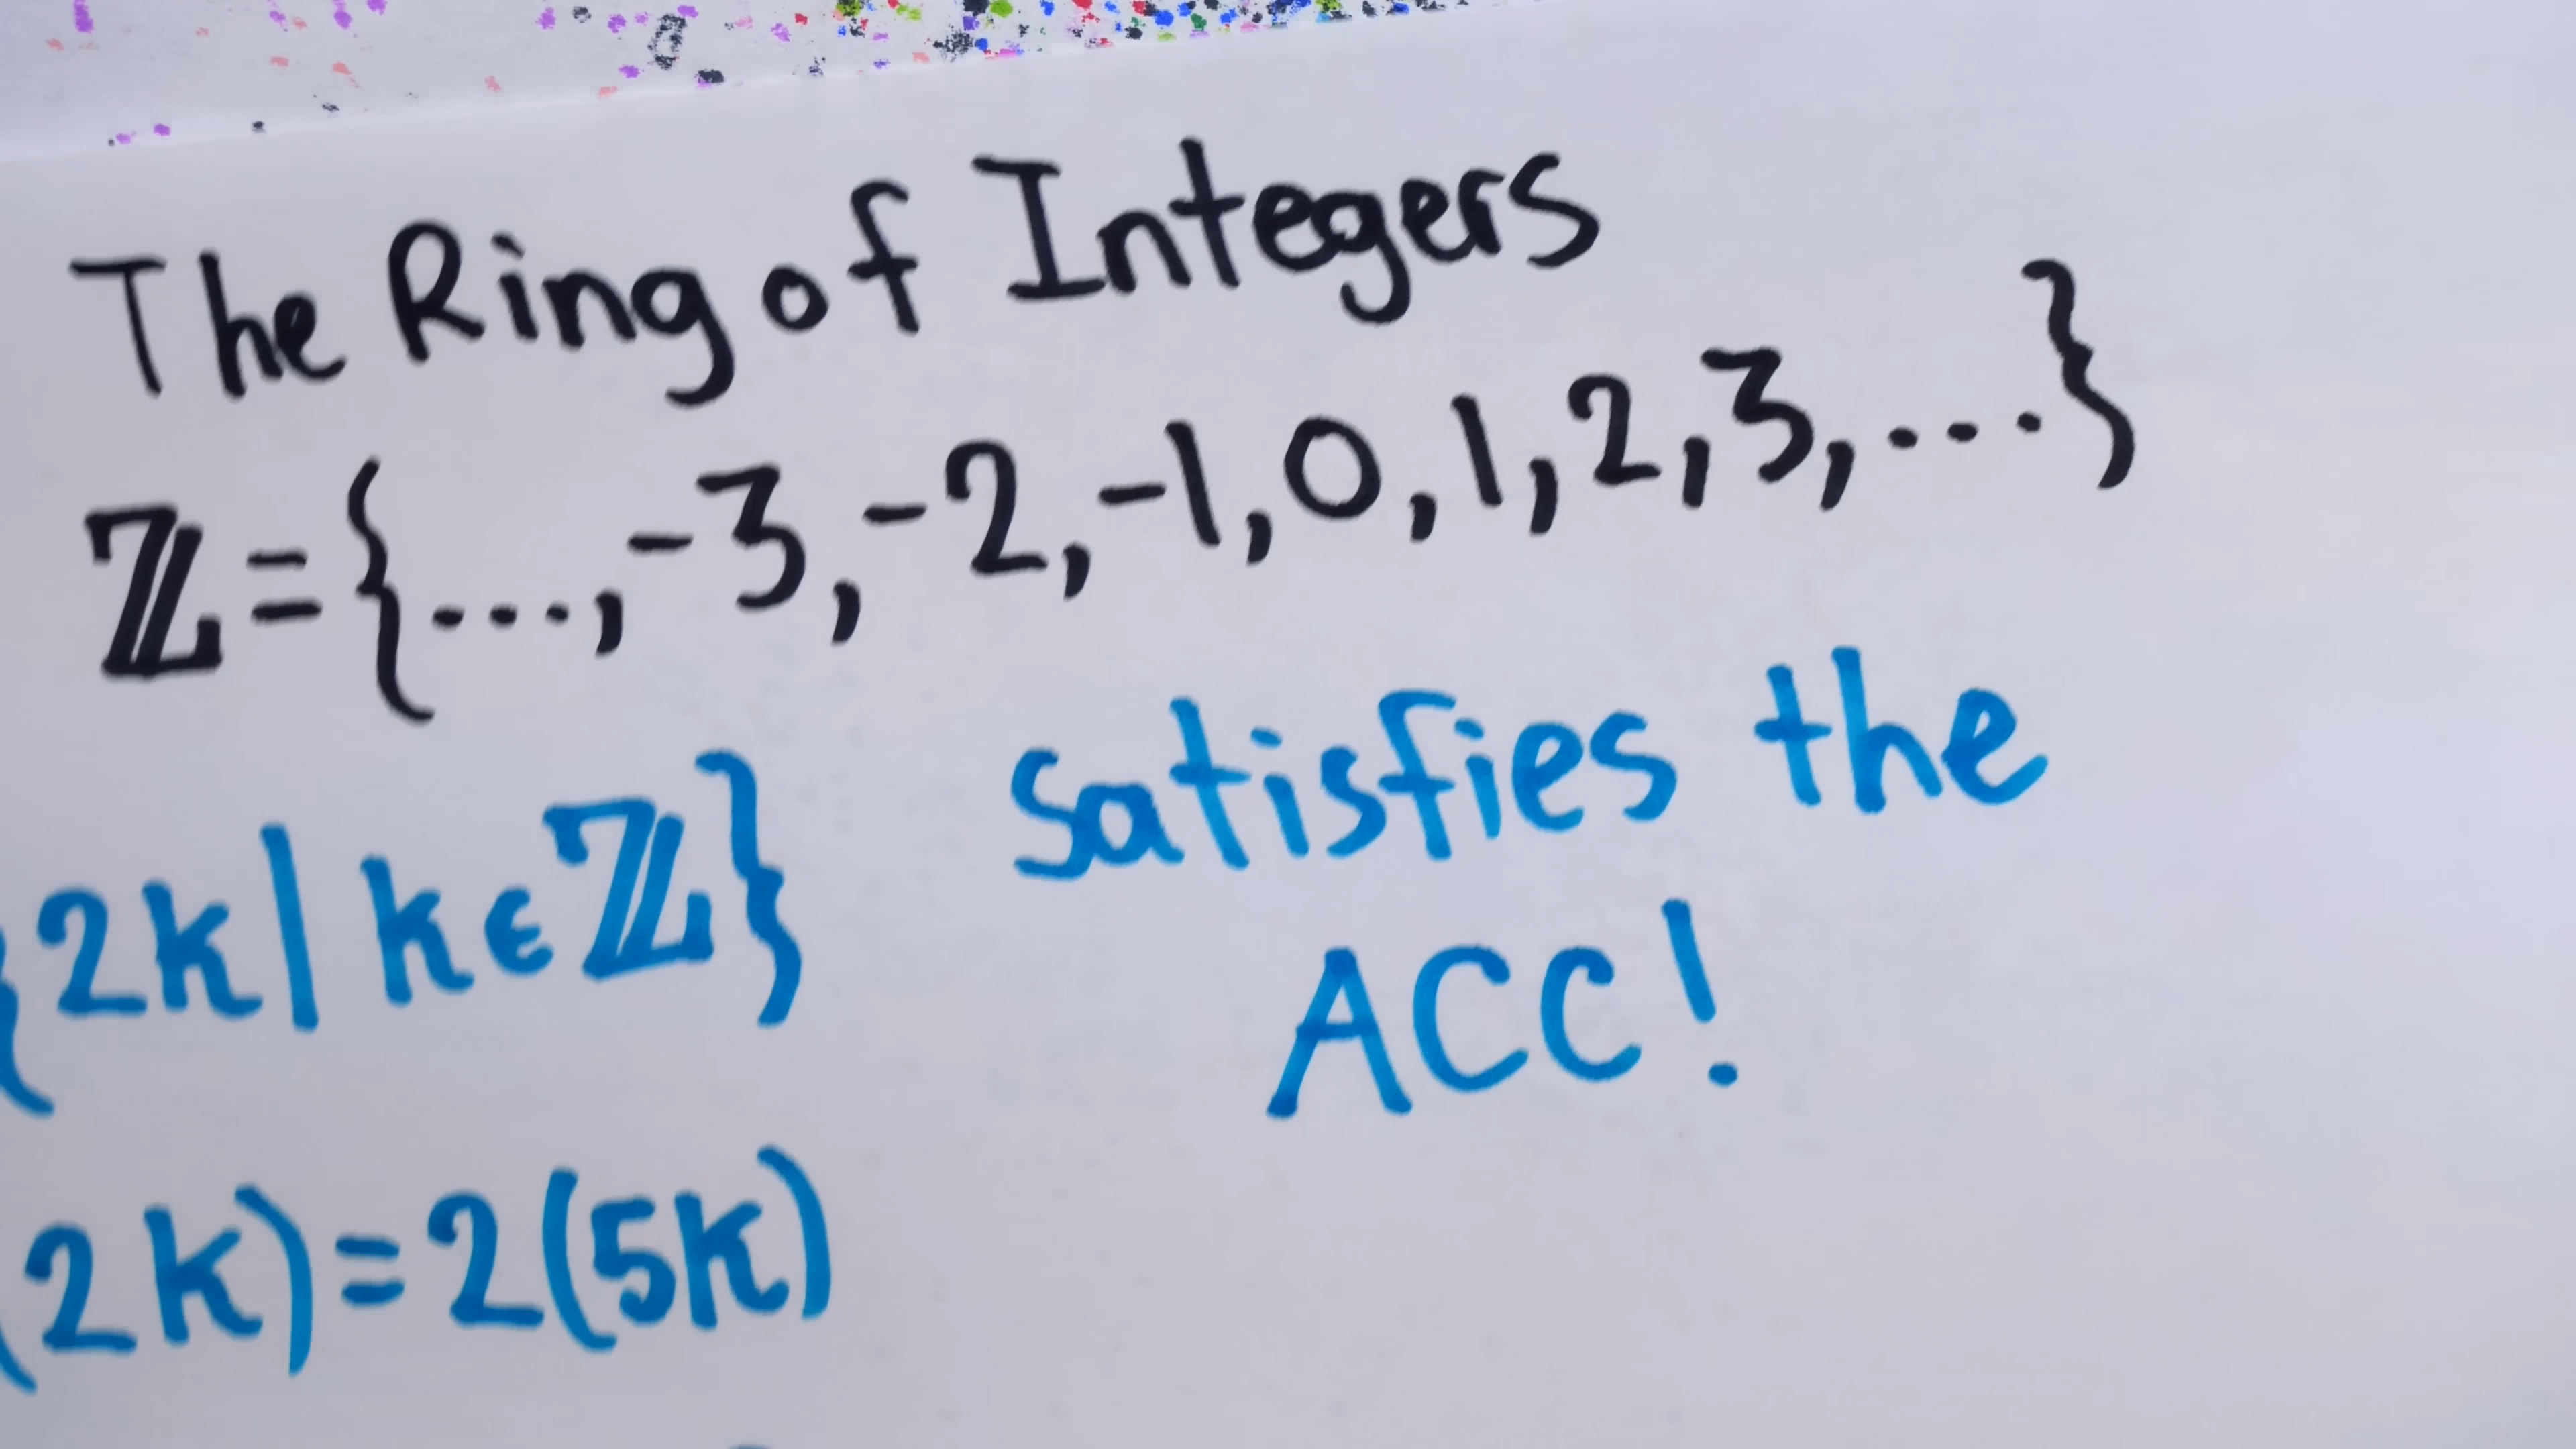 The Ring of Integers
ℤ={...,-3,-2,-1,0,1,2,3,...}
{2k|k∈ℤ}
Satisfies the
ACC!
(2k)=2(5k)